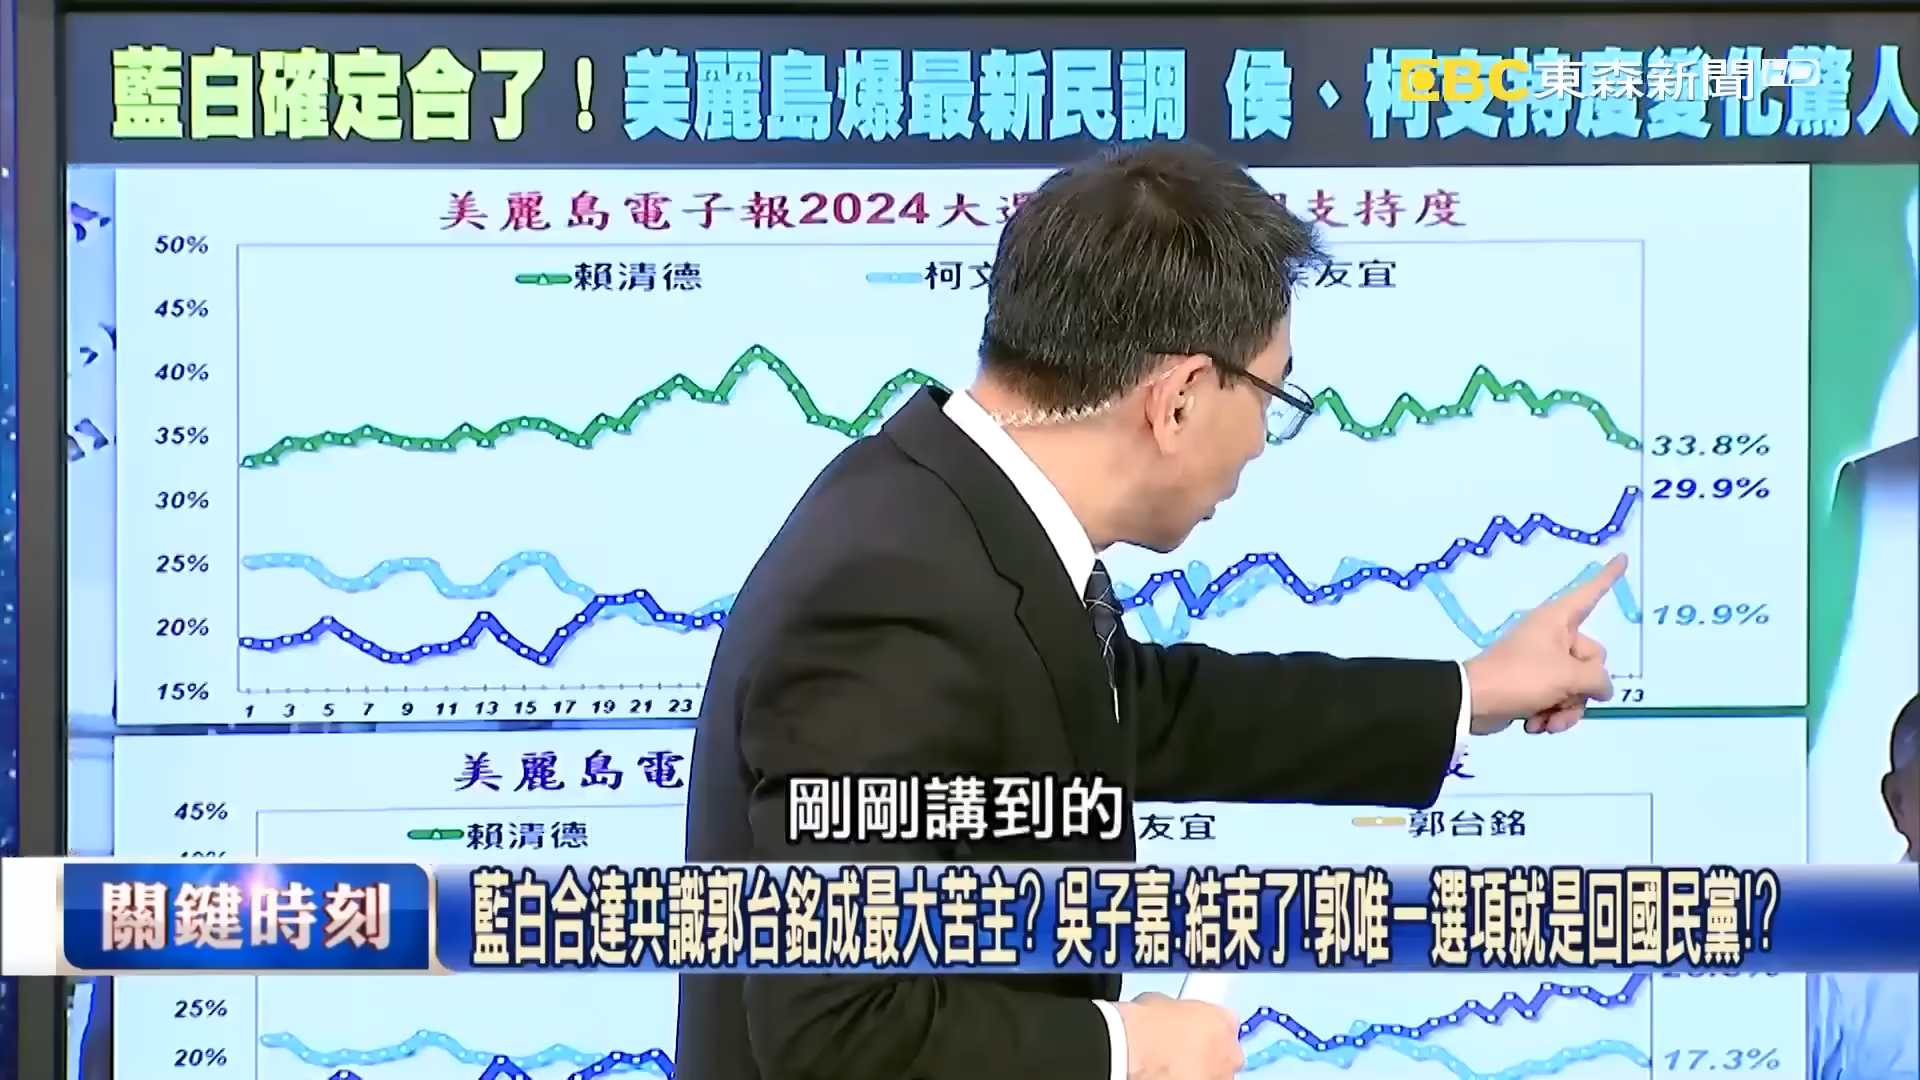 藍白確定合了！美麗島爆最新民調 侯、柯支持度變化驚人
EBC東森新聞HD
美麗島電子報2024大選 支持度
50%
賴清德 柯文 友宜
45%
40%
35%
33.8%
30%
29.9%
25%
20%
19.9%
15%
1 3 5 7 9 11 13 15 17 19 21 23 73
美麗島電 度
45%
賴清德 友宜 郭台銘
剛剛講到的
關鍵時刻
藍白合達共識郭台銘成最大苦主？吳子嘉:結束了!郭唯一選項就是回國民黨!?
25%
20%
17.3%